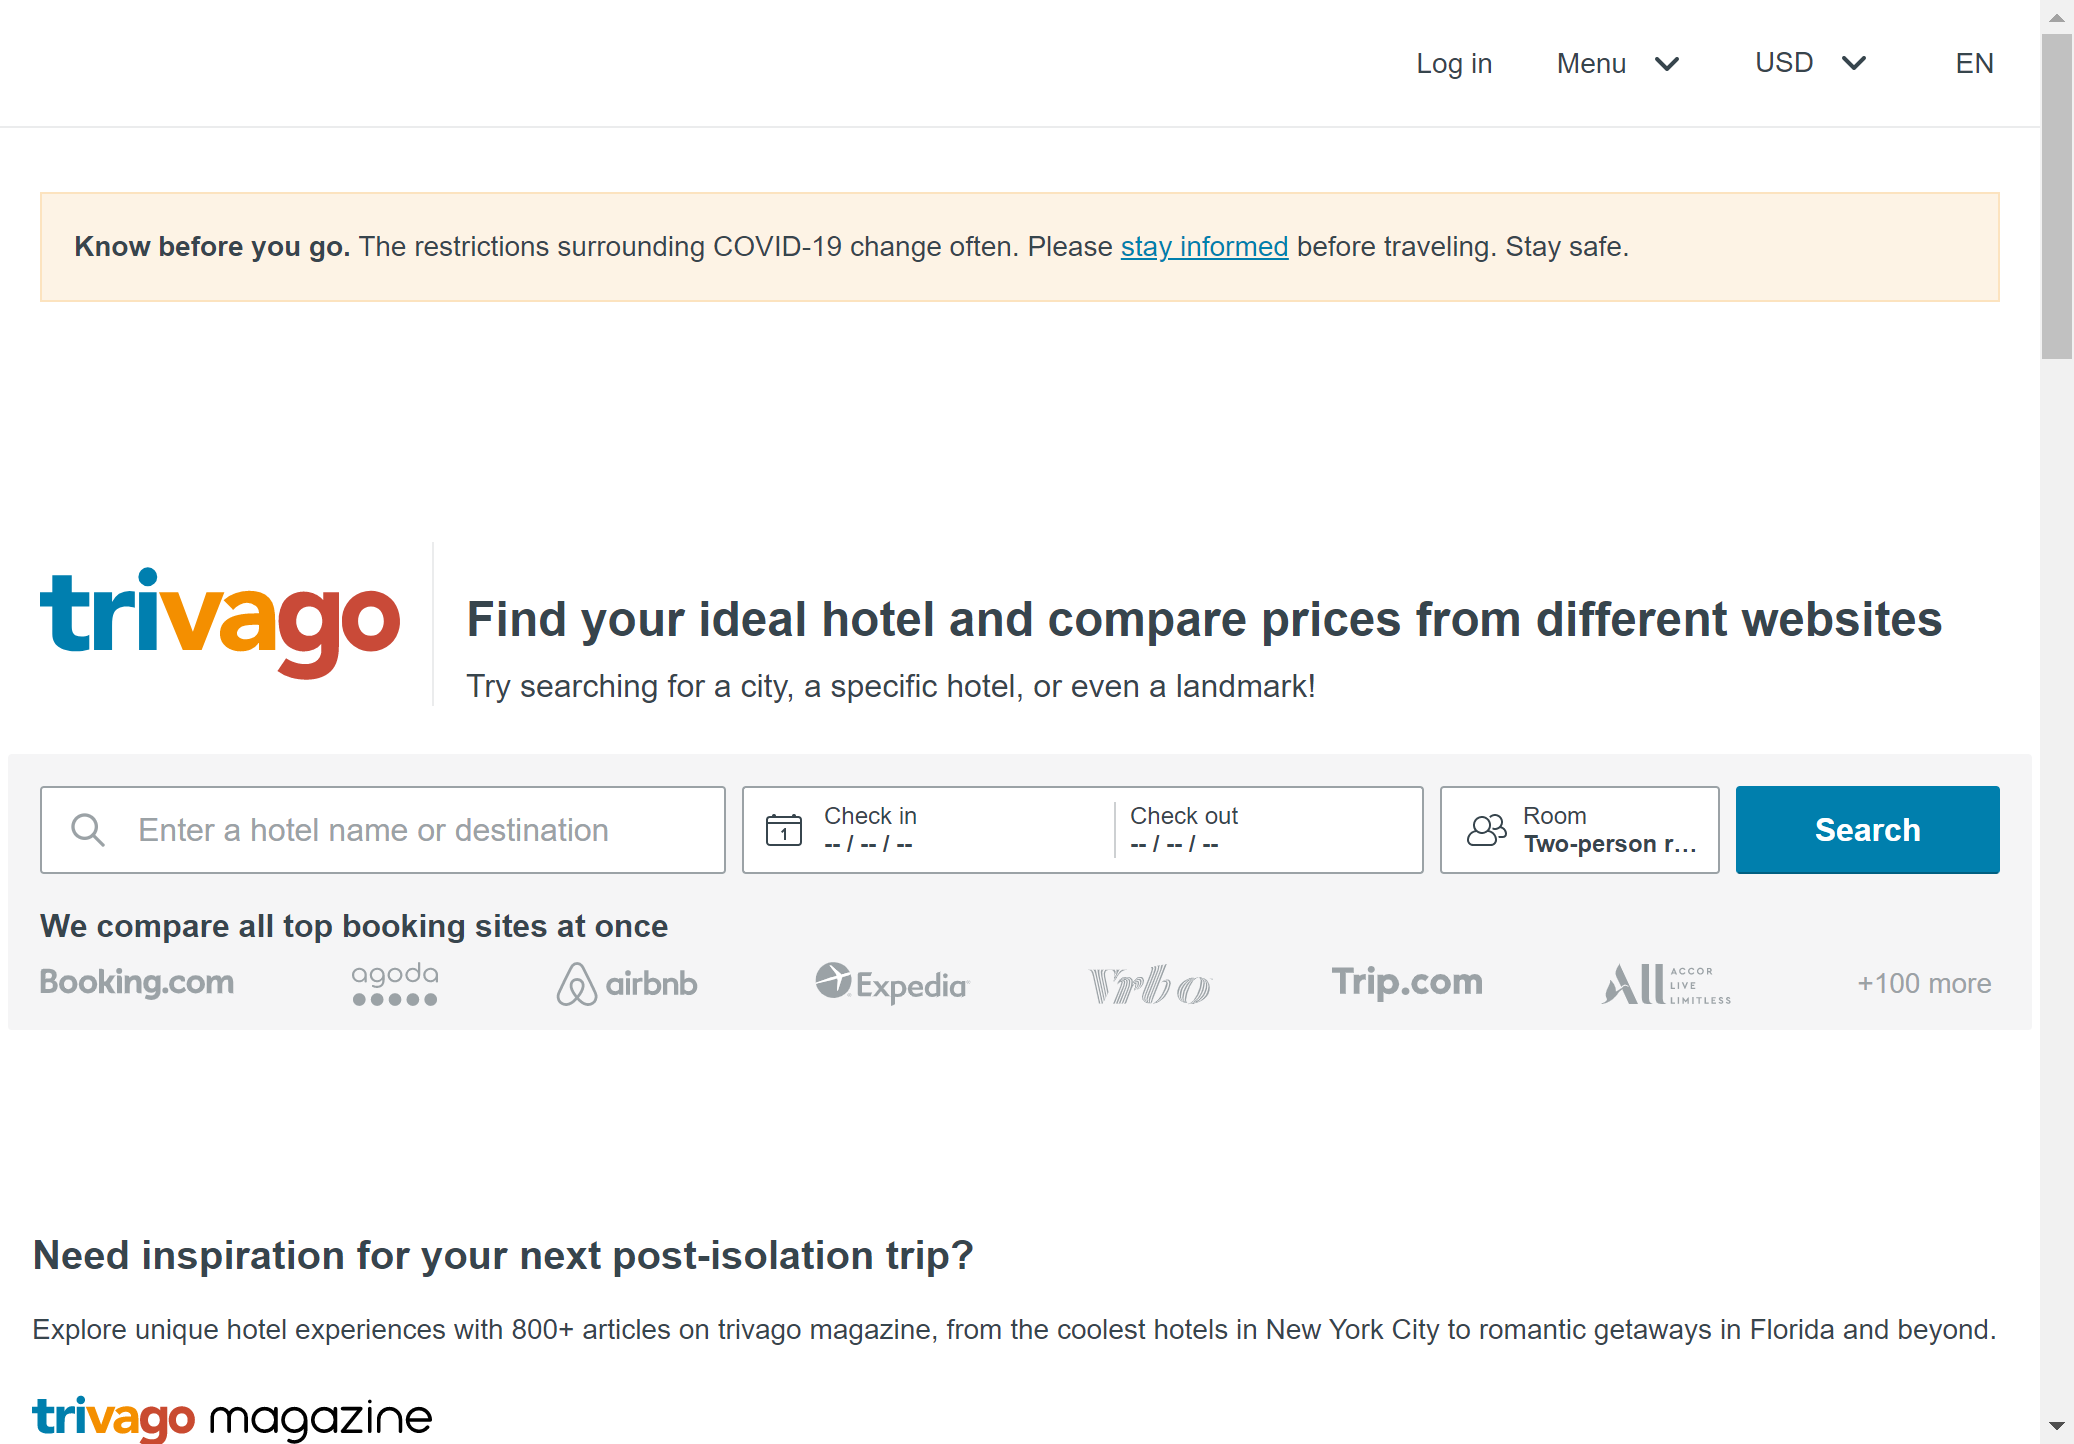 Log in Menu USD EN
Know before you go. The restrictions surrounding COVID-19 change often. Please stay informed before traveling. Stay safe.
trivago
Find your ideal hotel and compare prices from different websites
Try searching for a city, a specific hotel, or even a landmark!
Enter a hotel name or destination
1
Check in
-- / -- / --
Check out
-- / -- / --
Room
Two-person r...
Search
We compare all top booking sites at once
Booking.com
agoda
airbnb
Expedia
Vrbo
Trip.com
All ACCOR LIVE LIMITLESS
+100 more
Need inspiration for your next post-isolation trip?
Explore unique hotel experiences with 800+ articles on trivago magazine, from the coolest hotels in New York City to romantic getaways in Florida and beyond.
trivago magazine